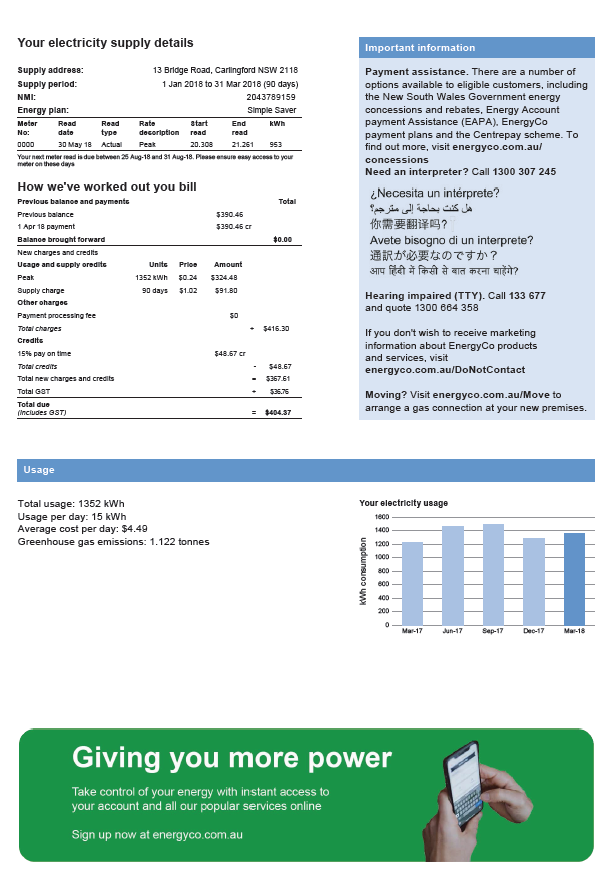 Your electricity supply details
Supply address: 13 Bridge Road, Carlingford NSW 2118
Supply period: 1 Jan 2018 to 31 Mar 2018 (90 days)
NMI: 2043789159
Energy plan: Simple Saver
Meter No: Read date Read type Rate description Start read End read kWh
0000 30 May 18 Actual Peak 20.308 21.261 953
Your next meter read is due between 25 Aug-18 and 31 Aug-18. Please ensure easy access to your
meter on these days
How we've worked out you bill
Previous balance and payments Total
Previous balance $390.46
1 Apr 18 payment $390.46 cr
Balance brought forward $0.00
New charges and credits
Usage and supply credits Units Price Amount
Peak 1352 kWh $0.24 $324.48
Supply charge 90 days $1.02 $91.80
Other charges
Payment processing fee $0
Total charges + $416.30
Credits
15% pay on time $48.67 cr
Total credits - $48.67
Total new charges and credits = $367.61
Total GST + $36.76
Total due
(includes GST) = $404.37
Important information
Payment assistance. There are a number of
options available to eligible customers, including
the New South Wales Government energy
concessions and rebates, Energy Account
payment Assistance (EAPA), EnergyCo
payment plans and the Centrepay scheme. To
find out more, visit energyco.com.au/
concessions
Need an interpreter? Call 1300 307 245
¿Necesita un intérprete?
هل كنت بحاجة إلى مترجم؟
你需要翻译吗?
Avete bisogno di un interprete?
通訳が必要なのですか？
आप हिंदी में किसी से बात करना चाहेंगे?
Hearing impaired (TTY). Call 133 677
and quote 1300 664 358
If you don't wish to receive marketing
information about EnergyCo products
and services, visit
energyco.com.au/DoNotContact
Moving? Visit energyco.com.au/Move to
arrange a gas connection at your new premises.
Usage
Total usage: 1352 kWh
Usage per day: 15 kWh
Average cost per day: $4.49
Greenhouse gas emissions: 1.122 tonnes
Your electricity usage
kWh consumption
1600
1400
1200
1000
800
600
400
200
0
Mar-17 Jun-17 Sep-17 Dec-17 Mar-18
Giving you more power
Take control of your energy with instant access to
your account and all our popular services online
Sign up now at energyco.com.au